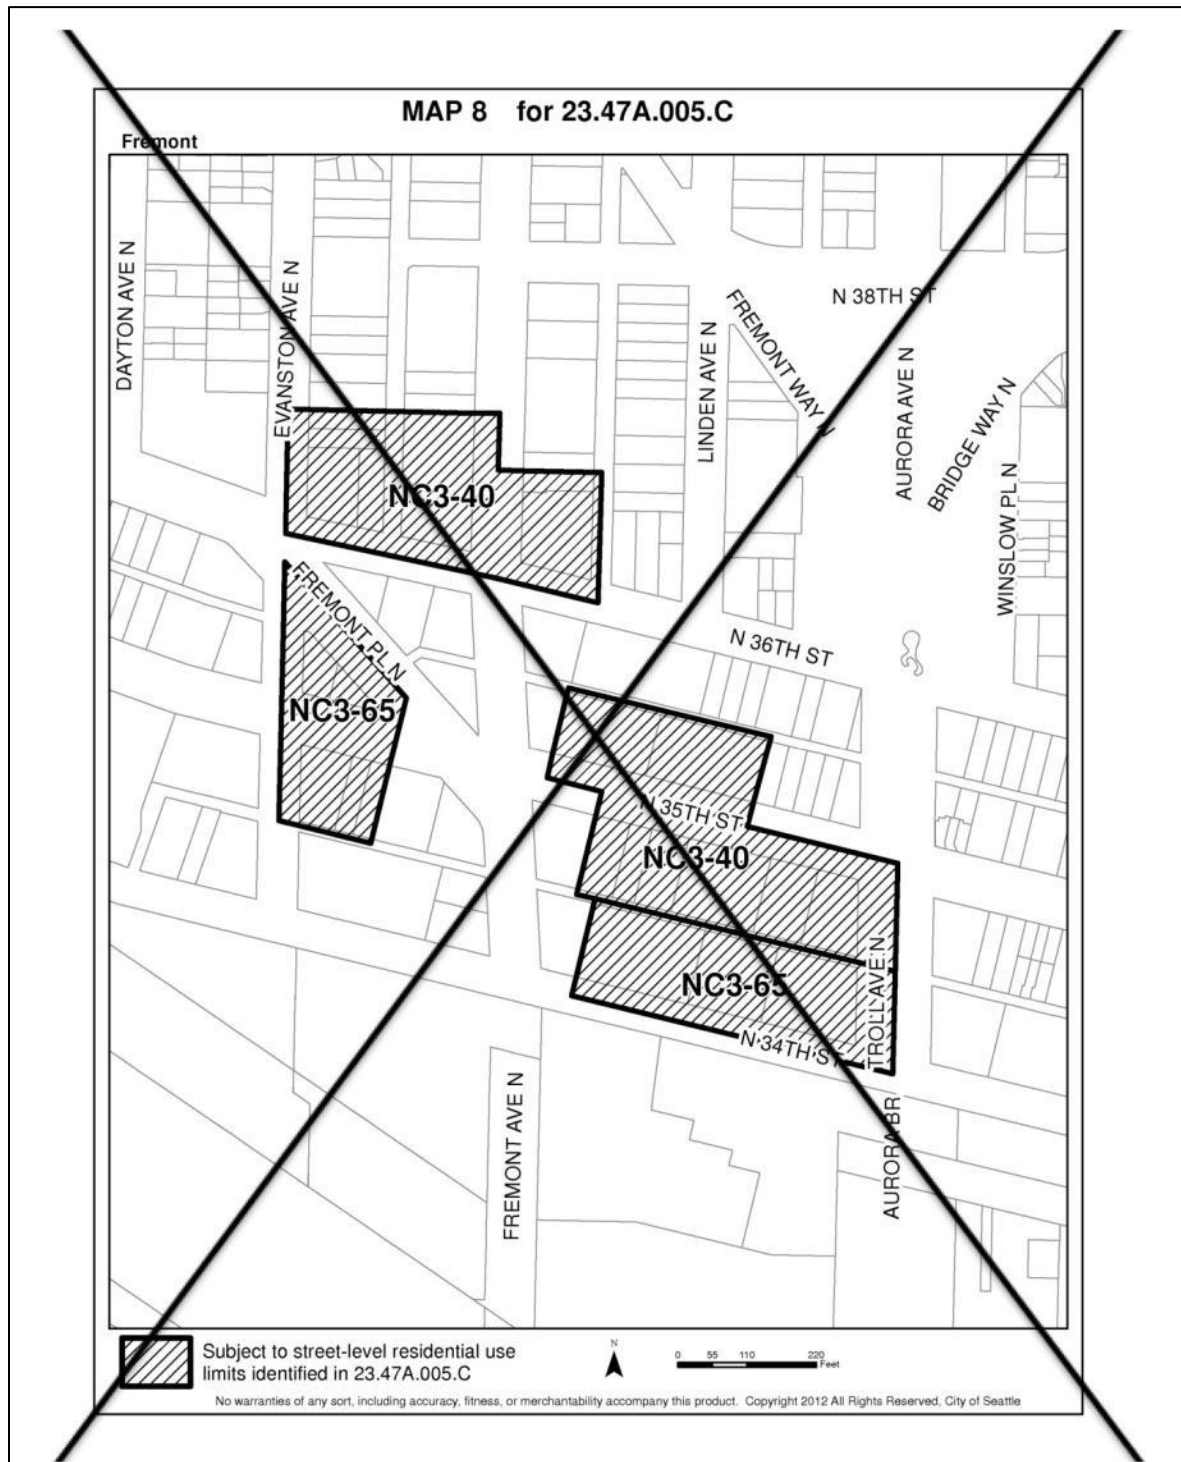 MAP 8 for 23.47A.005.C
Fremont
DAYTON AVE N
EVANSTON AVE N
N 38TH ST
FREMONT WAY N
LINDEN AVE N
AURORA AVE N
BRIDGE WAY N
WINSLOW PL N
NC3-40
FREMONT PL N
N 36TH ST
NC3-65
N 35TH ST
NC3-40
NC3-65
TROLL AVE N
N 34TH ST
FREMONT AVE N
AURORA BR
Subject to street-level residential use
limits identified in 23.47A.005.C
N
0 55 110 220
Feet
No warranties of any sort, including accuracy, fitness, or merchantability accompany this product. Copyright 2012 All Rights Reserved, City of Seattle